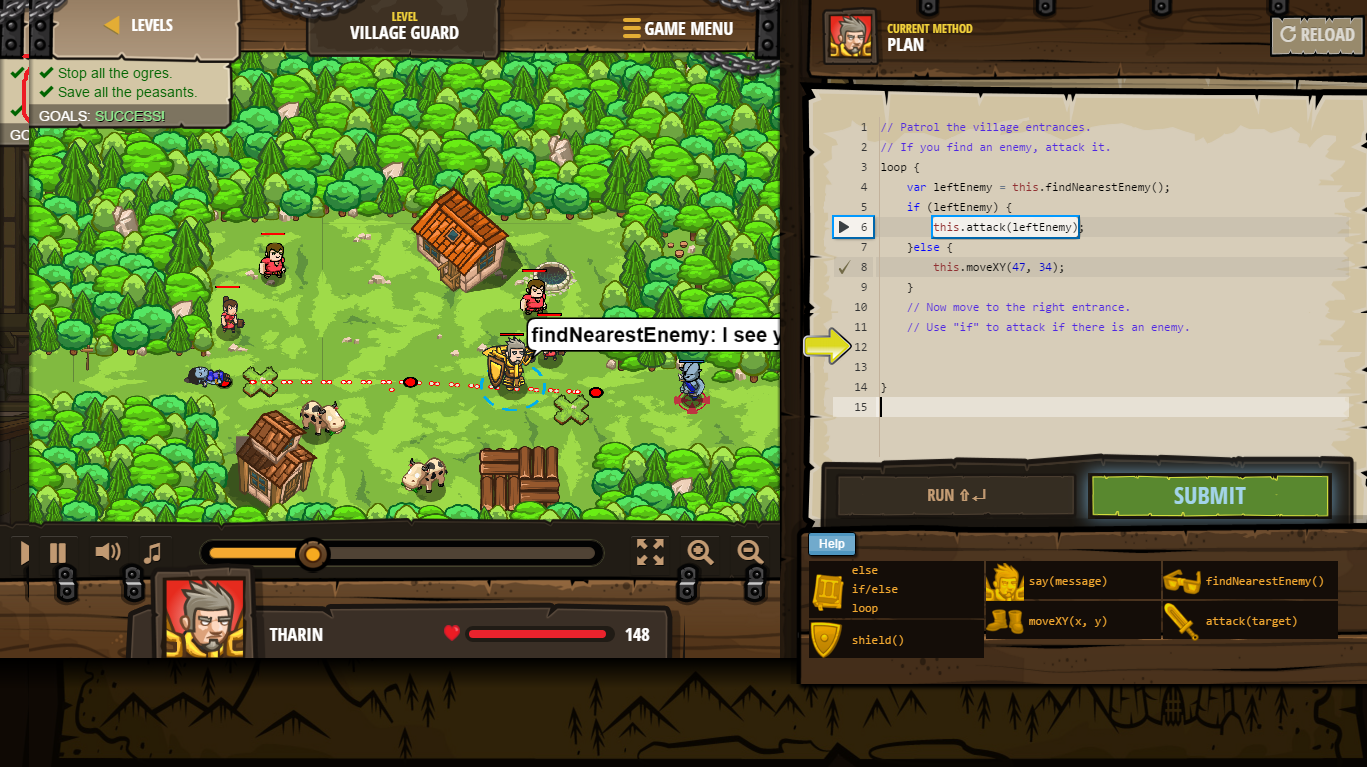 LEVELS
LEVEL
VILLAGE GUARD
GAME MENU
Stop all the ogres.
Save all the peasants.
GOALS: SUCCESS!
GO
findNearestEnemy: I see y
THARIN
148
CURRENT METHOD
PLAN
RELOAD
1 // Patrol the village entrances.
2 // If you find an enemy, attack it.
3 loop {
4 var leftEnemy = this.findNearestEnemy();
5 if (leftEnemy) {
6 this.attack(leftEnemy);
7 }else {
8 this.moveXY(47, 34);
9 }
10 // Now move to the right entrance.
11 // Use "if" to attack if there is an enemy.
12
13
14 }
15
RUN ⇧↵
SUBMIT
Help
else
if/else
loop
shield()
say(message)
moveXY(x, y)
findNearestEnemy()
attack(target)